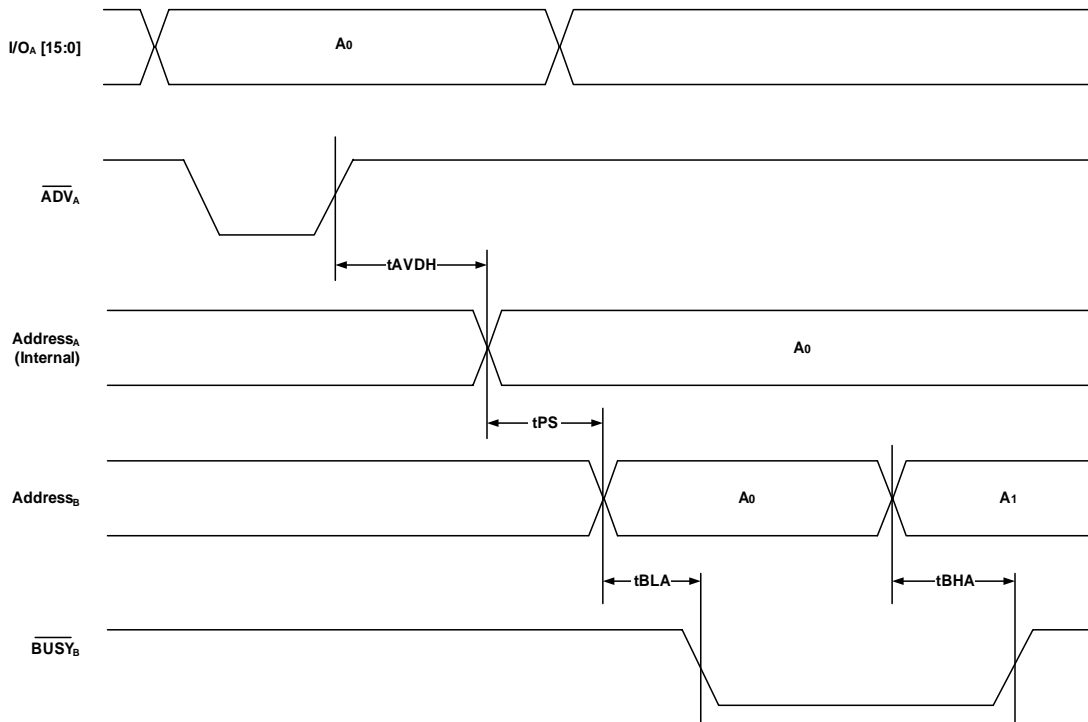 I/OA [15:0]
A0
ADVA
tAVDH
AddressA
(Internal)
A0
tPS
AddressB
A0
A1
tBLA
tBHA
BUSYB